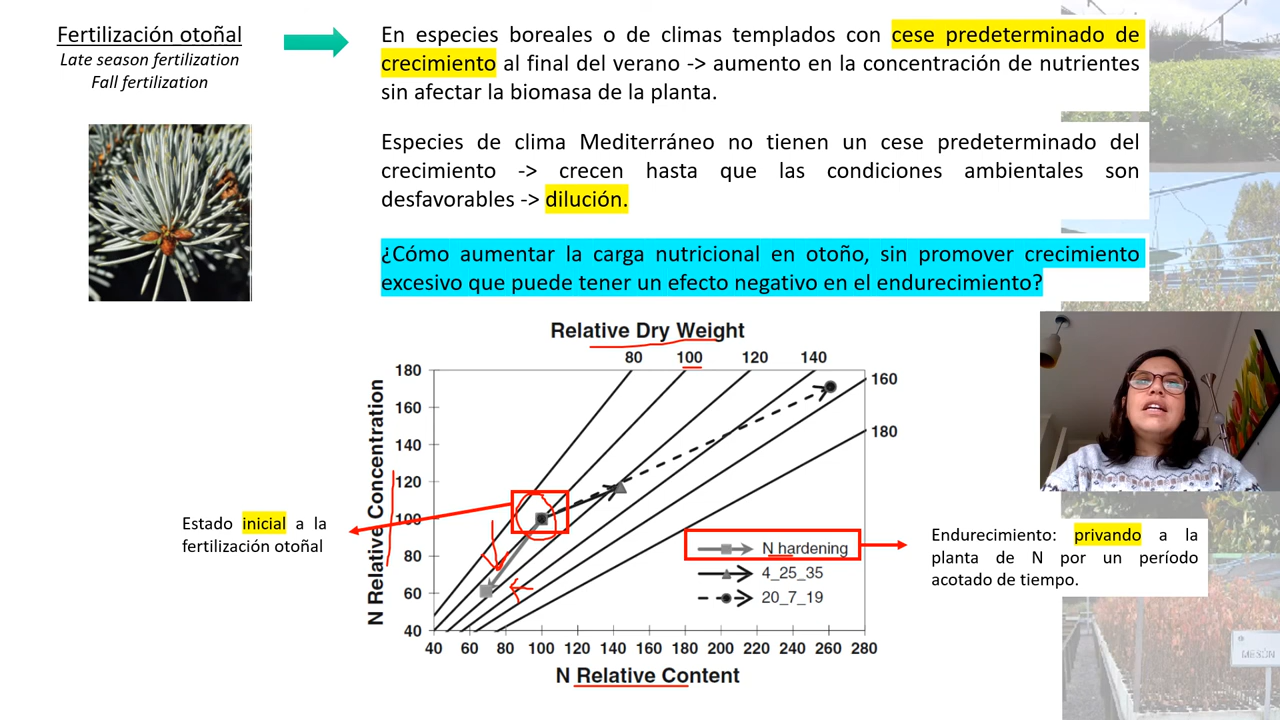 Fertilización otoñal
Late season fertilization
Fall fertilization
En especies boreales o de climas templados con cese predeterminado de
crecimiento al final del verano -> aumento en la concentración de nutrientes
sin afectar la biomasa de la planta.
Especies de clima Mediterráneo no tienen un cese predeterminado del
crecimiento -> crecen hasta que las condiciones ambientales son
desfavorables -> dilución.
¿Cómo aumentar la carga nutricional en otoño, sin promover crecimiento
excesivo que puede tener un efecto negativo en el endurecimiento?
Relative Dry Weight
80 100 120 140
160
180
N Relative Concentration
180
160
140
120
100
80
60
40
40 60 80 100 120 140 160 180 200 220 240 260 280
N Relative Content
N hardening
4_25_35
20_7_19
Estado inicial a la
fertilización otoñal
Endurecimiento: privando a la
planta de N por un período
acotado de tiempo.
MESÓN